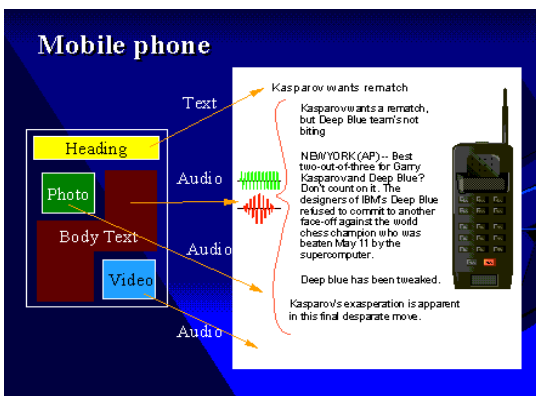 Mobile phone
Kasparov wants rematch
Text
Kasparov wants a rematch,
but Deep Blue team's not
biting
Heading
NEW YORK (AP) -- Best
two-out-of-three for Garry
Kasparov and Deep Blue?
Don't count on it. The
designers of IBM's Deep Blue
refused to commit to another
face-off against the world
chess champion who was
beaten May 11 by the
supercomputer.
Audio
Photo
Body Text
Audio
Video
Deep blue has been tweaked.
Kasparov's exasperation is apparent
in this final desparate move.
Audio